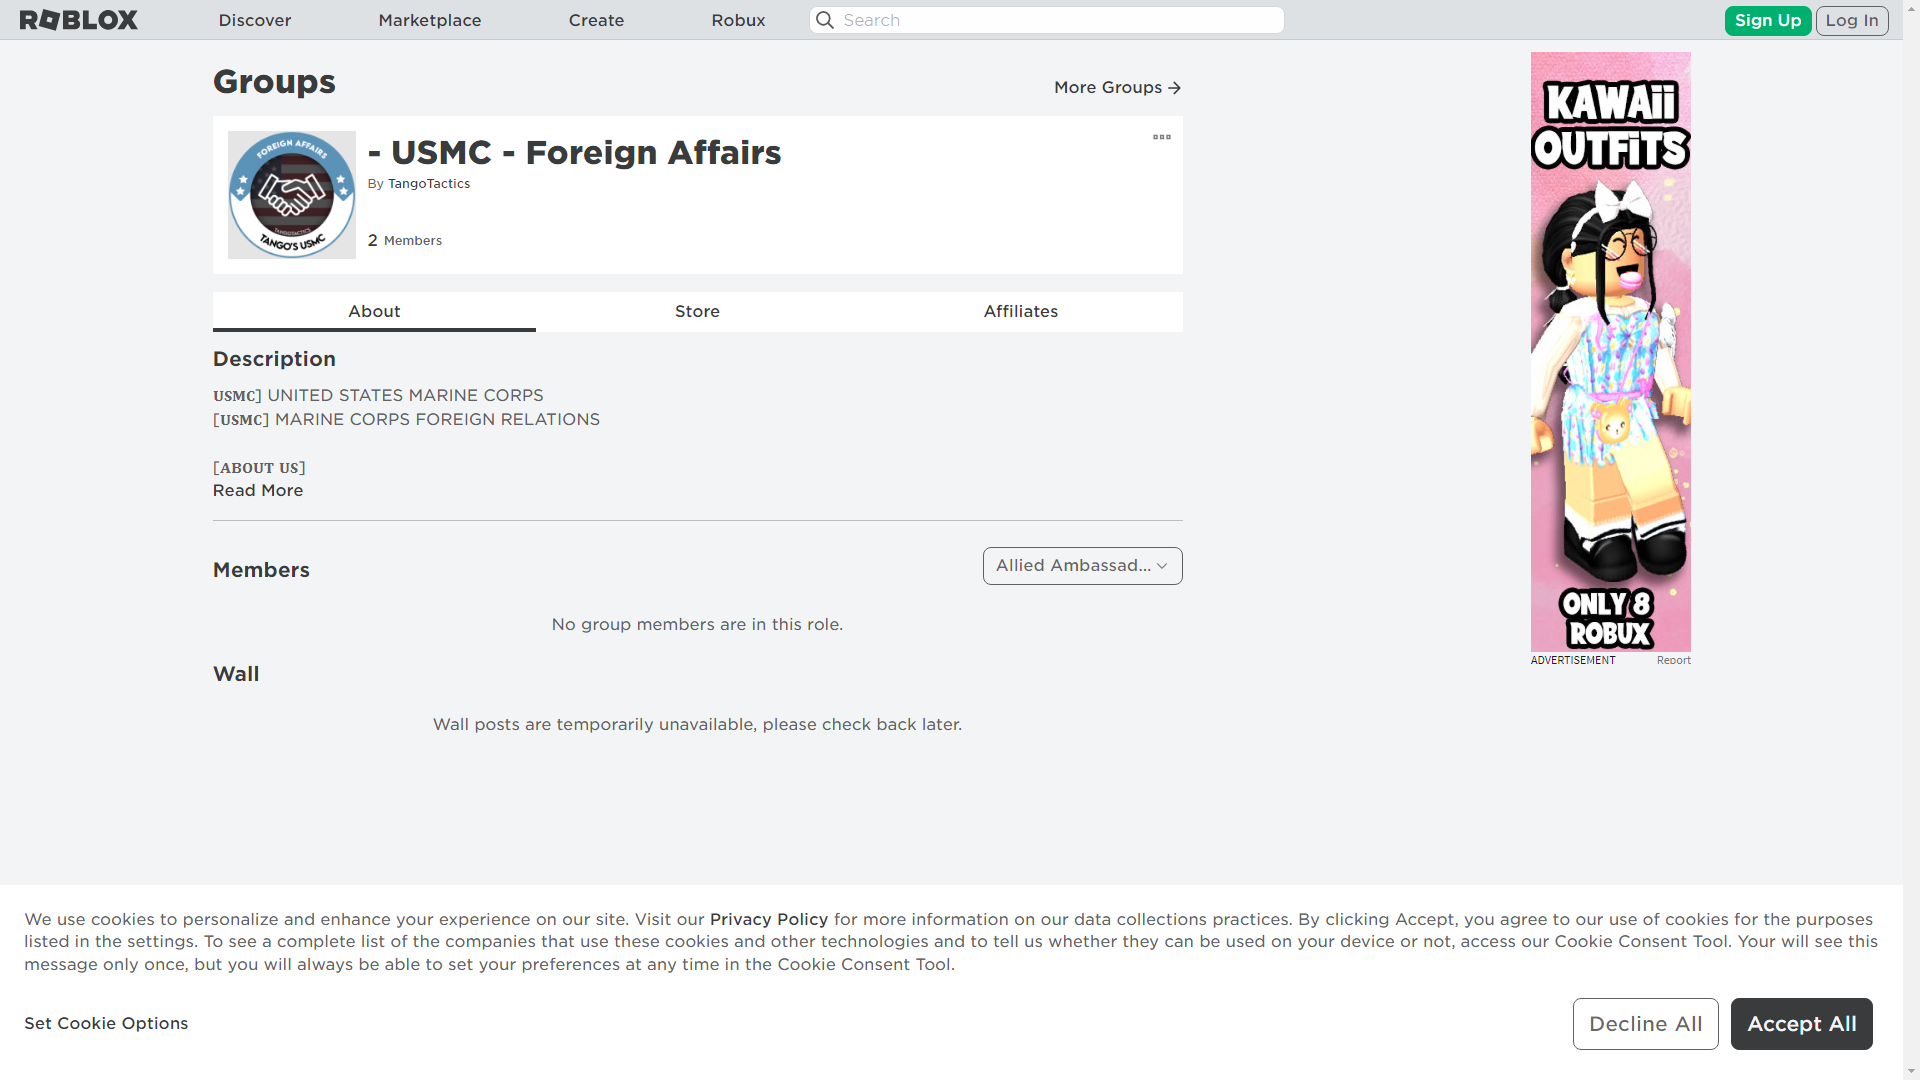 ROBLOX
Discover
Marketplace
Create
Robux
Search
Sign Up
Log In
Groups
More Groups →
FOREIGN AFFAIRS
TANGOTACTICS
TANGO'S USMC
- USMC - Foreign Affairs
By TangoTactics
2 Members
About
Store
Affiliates
Description
𝐔𝐒𝐌𝐂] UNITED STATES MARINE CORPS
[𝐔𝐒𝐌𝐂] MARINE CORPS FOREIGN RELATIONS
[𝐀𝐁𝐎𝐔𝐓 𝐔𝐒]
Read More
Members
Allied Ambassad...
No group members are in this role.
Wall
Wall posts are temporarily unavailable, please check back later.
KAWAii
OUTFiTS
ONLY 8
ROBUX
ADVERTISEMENT
Report
We use cookies to personalize and enhance your experience on our site. Visit our Privacy Policy for more information on our data collections practices. By clicking Accept, you agree to our use of cookies for the purposes
listed in the settings. To see a complete list of the companies that use these cookies and other technologies and to tell us whether they can be used on your device or not, access our Cookie Consent Tool. Your will see this
message only once, but you will always be able to set your preferences at any time in the Cookie Consent Tool.
Set Cookie Options
Decline All
Accept All